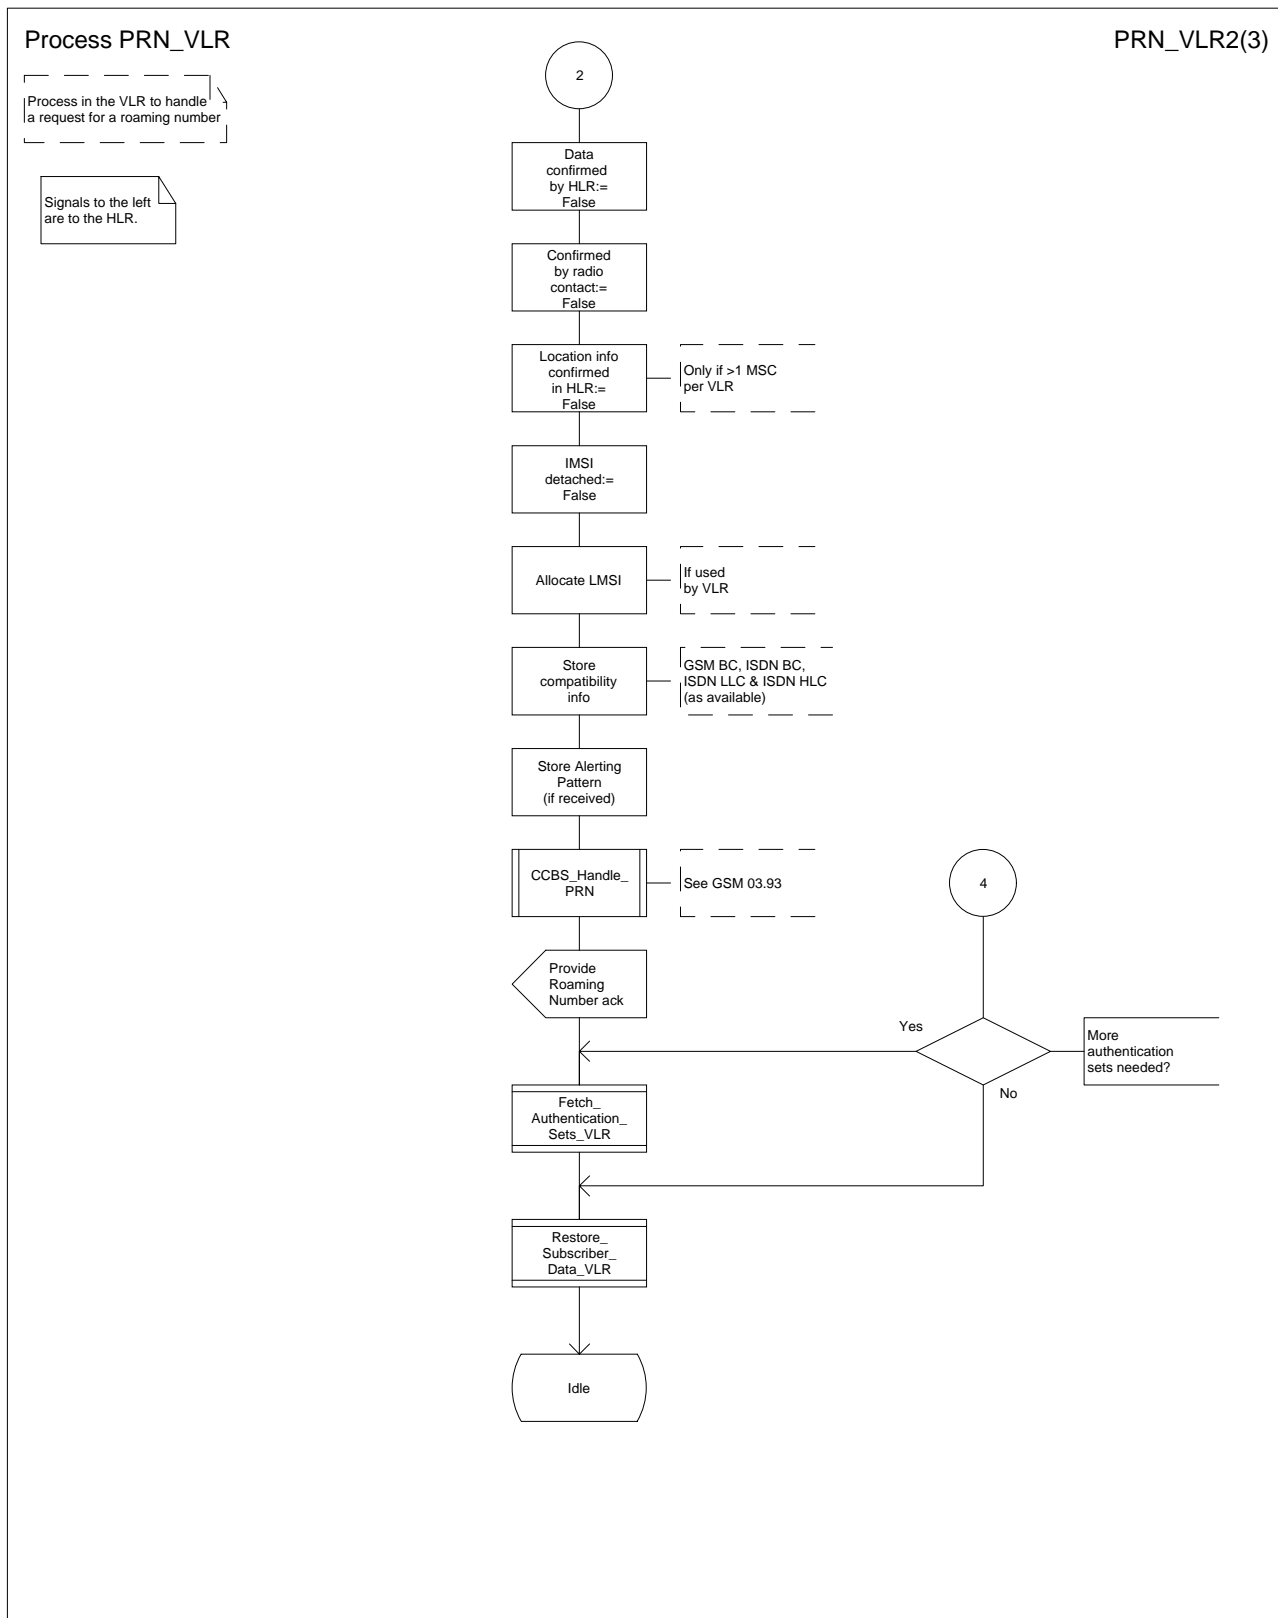 Process PRN_VLR
PRN_VLR2(3)
Process in the VLR to handle
a request for a roaming number
Signals to the left
are to the HLR.
2
Data
confirmed
by HLR:=
False
Confirmed
by radio
contact:=
False
Location info
confirmed
in HLR:=
False
Only if >1 MSC
per VLR
IMSI
detached:=
False
Allocate LMSI
If used
by VLR
Store
compatibility
info
GSM BC, ISDN BC,
ISDN LLC & ISDN HLC
(as available)
Store Alerting
Pattern
(if received)
CCBS_Handle_
PRN
See GSM 03.93
4
Provide
Roaming
Number ack
Yes
More
authentication
sets needed?
No
Fetch_
Authentication_
Sets_VLR
Restore_
Subscriber_
Data_VLR
Idle